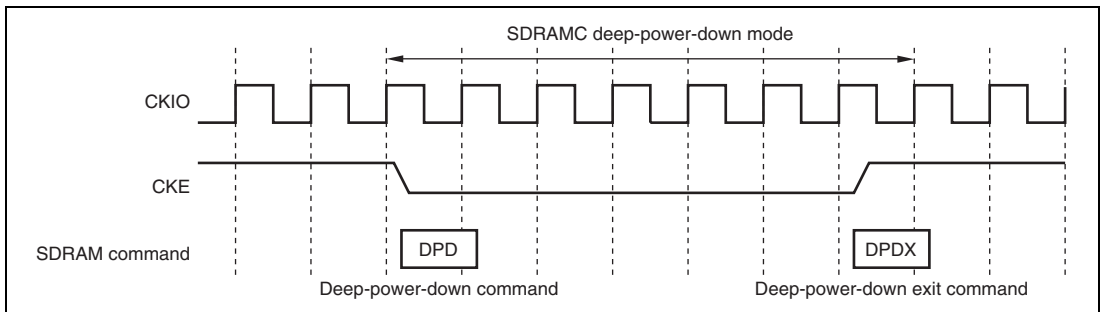 SDRAMC deep-power-down mode
CKIO
CKE
SDRAM command
DPD
DPDX
Deep-power-down command
Deep-power-down exit command